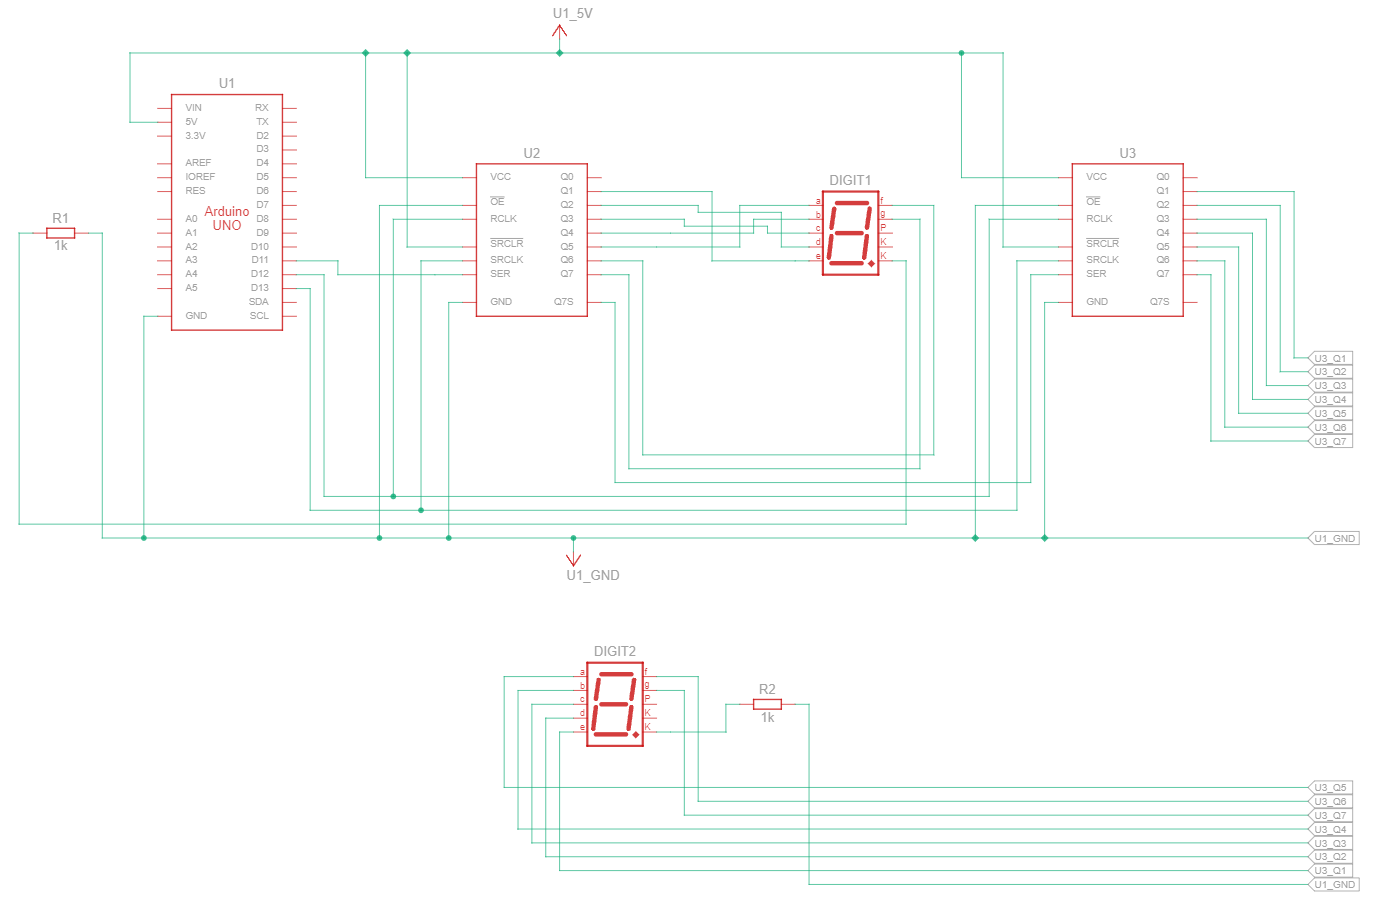 U1_5V
U1
VIN RX
5V TX
3.3V D2
D3
AREF D4
IOREF D5
RES D6
D7
Arduino
UNO
A0 D8
A1 D9
A2 D10
A3 D11
A4 D12
A5 D13
SDA
GND SCL
R1
1k
U2
VCC Q0
Q1
OE Q2
RCLK Q3
Q4
SRCLR Q5
SRCLK Q6
SER Q7
GND Q7S
DIGIT1
a f
b g
c P
d K
e K
U3
VCC Q0
Q1
OE Q2
RCLK Q3
Q4
SRCLR Q5
SRCLK Q6
SER Q7
GND Q7S
U3_Q1
U3_Q2
U3_Q3
U3_Q4
U3_Q5
U3_Q6
U3_Q7
U1_GND
U1_GND
DIGIT2
a f
b g
c P
d K
e K
R2
1k
U3_Q5
U3_Q6
U3_Q7
U3_Q4
U3_Q3
U3_Q2
U3_Q1
U1_GND